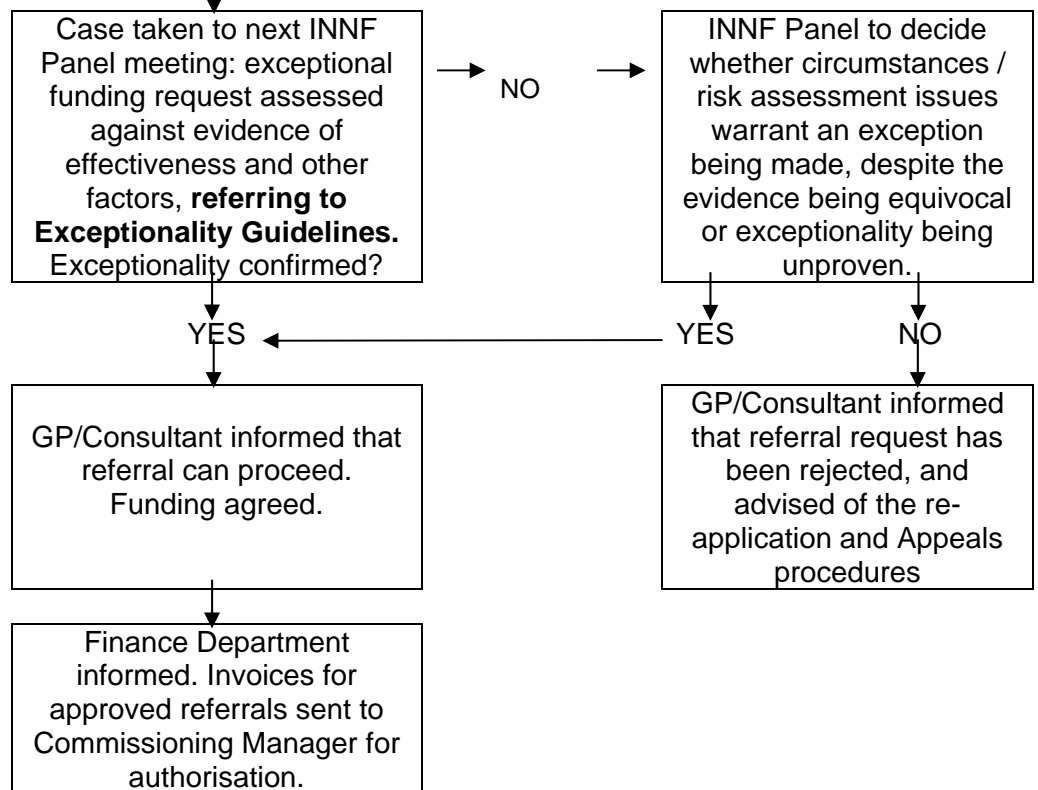 Case taken to next INNF
Panel meeting: exceptional
funding request assessed
against evidence of
effectiveness and other
factors, referring to
Exceptionality Guidelines.
Exceptionality confirmed?
NO
INNF Panel to decide
whether circumstances /
risk assessment issues
warrant an exception
being made, despite the
evidence being equivocal
or exceptionality being
unproven.
YES
YES
NO
GP/Consultant informed that
referral can proceed.
Funding agreed.
GP/Consultant informed
that referral request has
been rejected, and
advised of the re-
application and Appeals
procedures
Finance Department
informed. Invoices for
approved referrals sent to
Commissioning Manager for
authorisation.